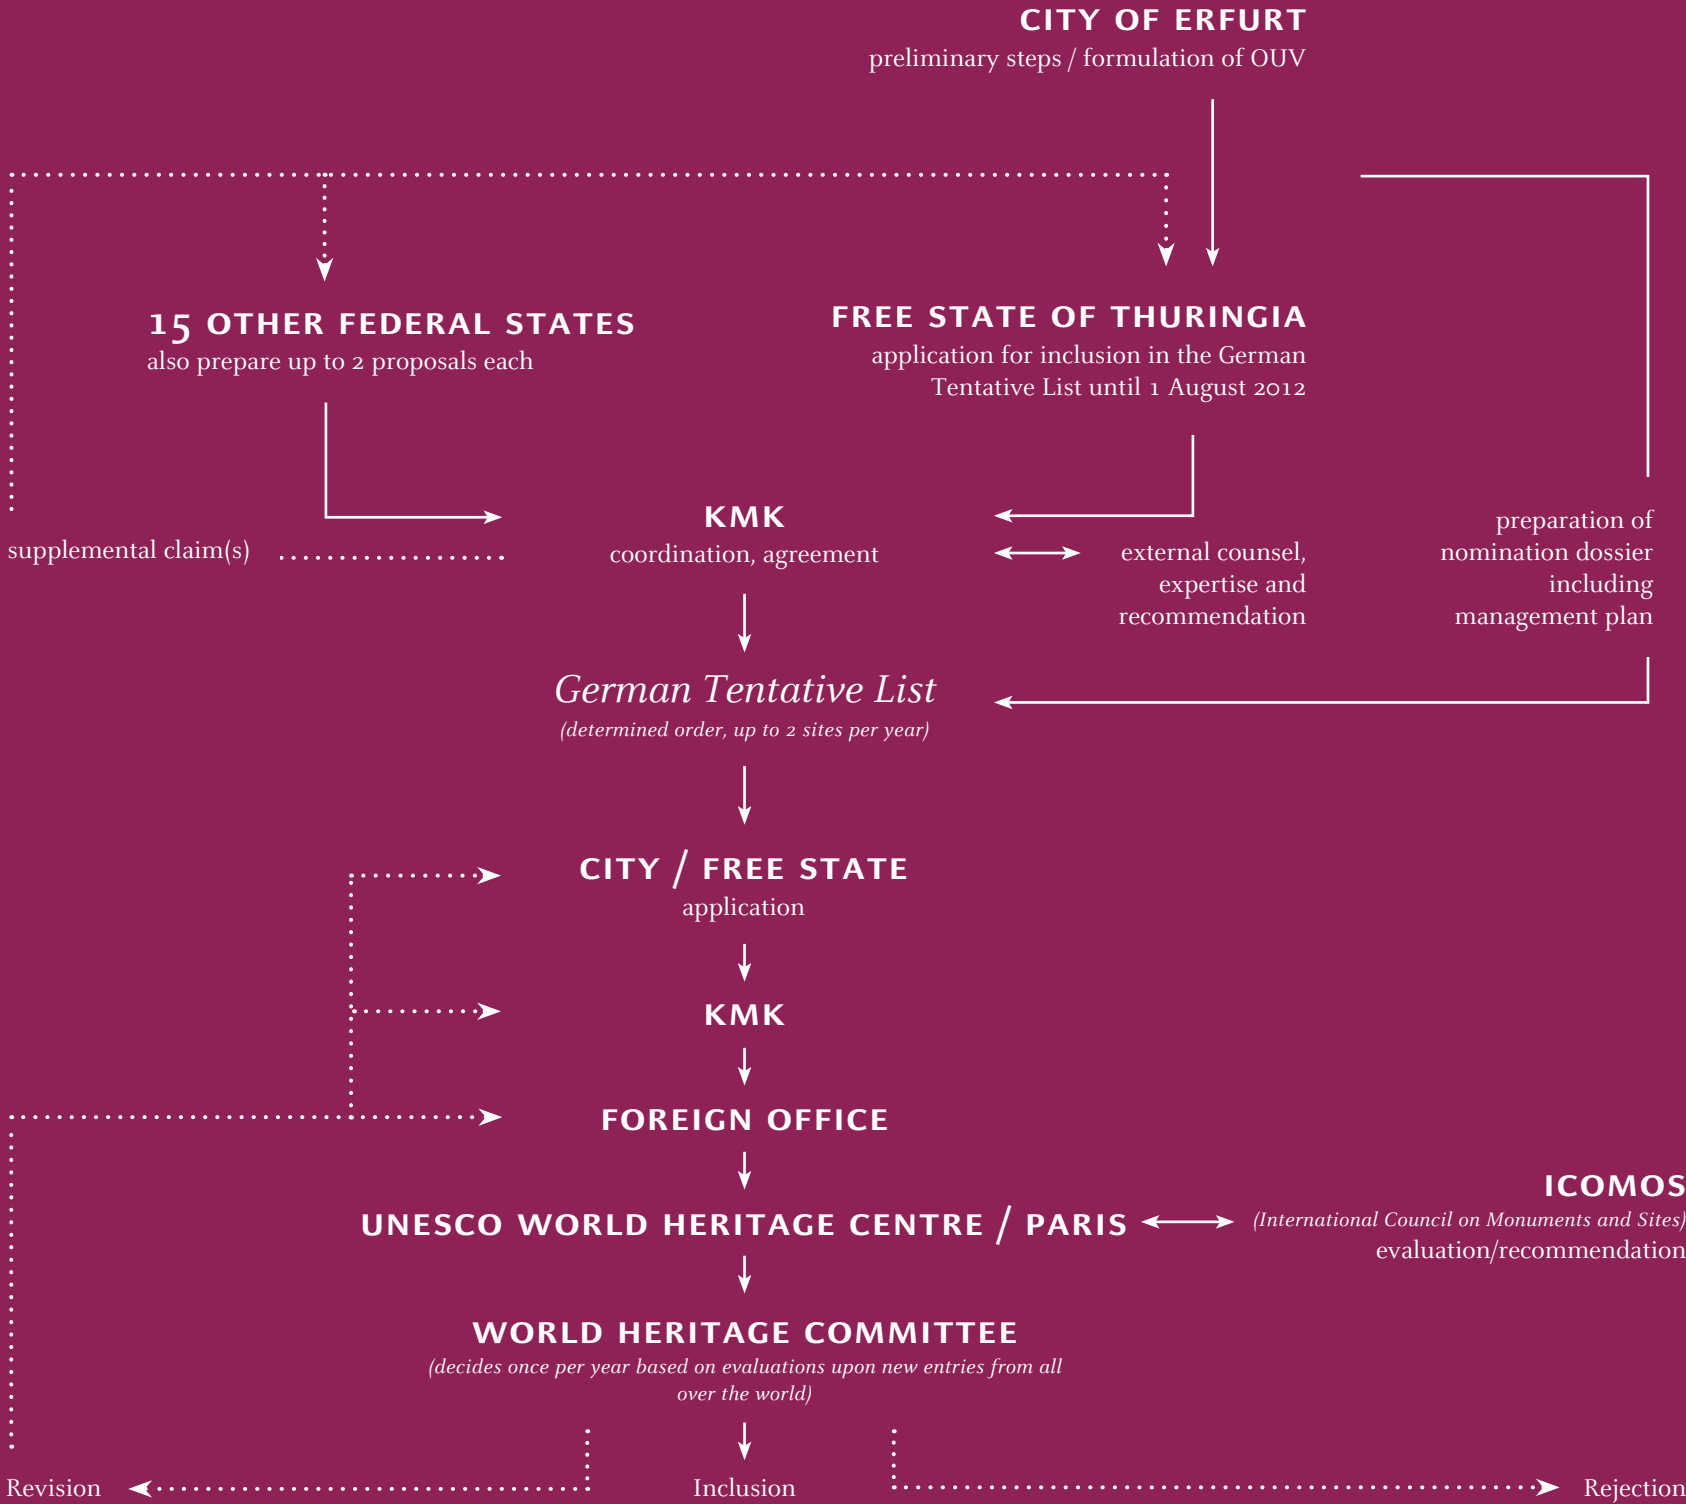 CITY OF ERFURT
preliminary steps / formulation of OUV
15 OTHER FEDERAL STATES
also prepare up to 2 proposals each
FREE STATE OF THURINGIA
application for inclusion in the German
Tentative List until 1 August 2012
supplemental claim(s)
KMK
coordination, agreement
external counsel,
expertise and
recommendation
preparation of
nomination dossier
including
management plan
German Tentative List
(determined order, up to 2 sites per year)
CITY / FREE STATE
application
KMK
FOREIGN OFFICE
UNESCO WORLD HERITAGE CENTRE / PARIS
ICOMOS
(International Council on Monuments and Sites)
evaluation/recommendation
WORLD HERITAGE COMMITTEE
(decides once per year based on evaluations upon new entries from all
over the world)
Revision
Inclusion
Rejection